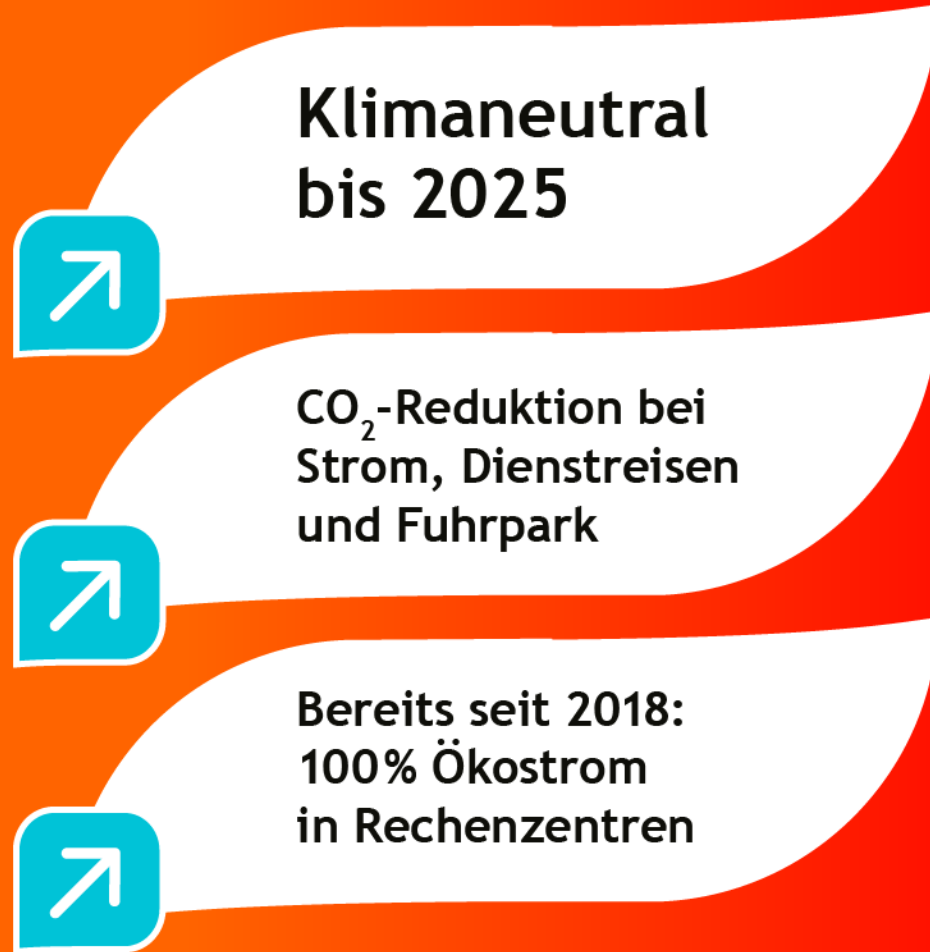 Klimaneutral
bis 2025
CO₂-Reduktion bei
Strom, Dienstreisen
und Fuhrpark
Bereits seit 2018:
100% Ökostrom
in Rechenzentren